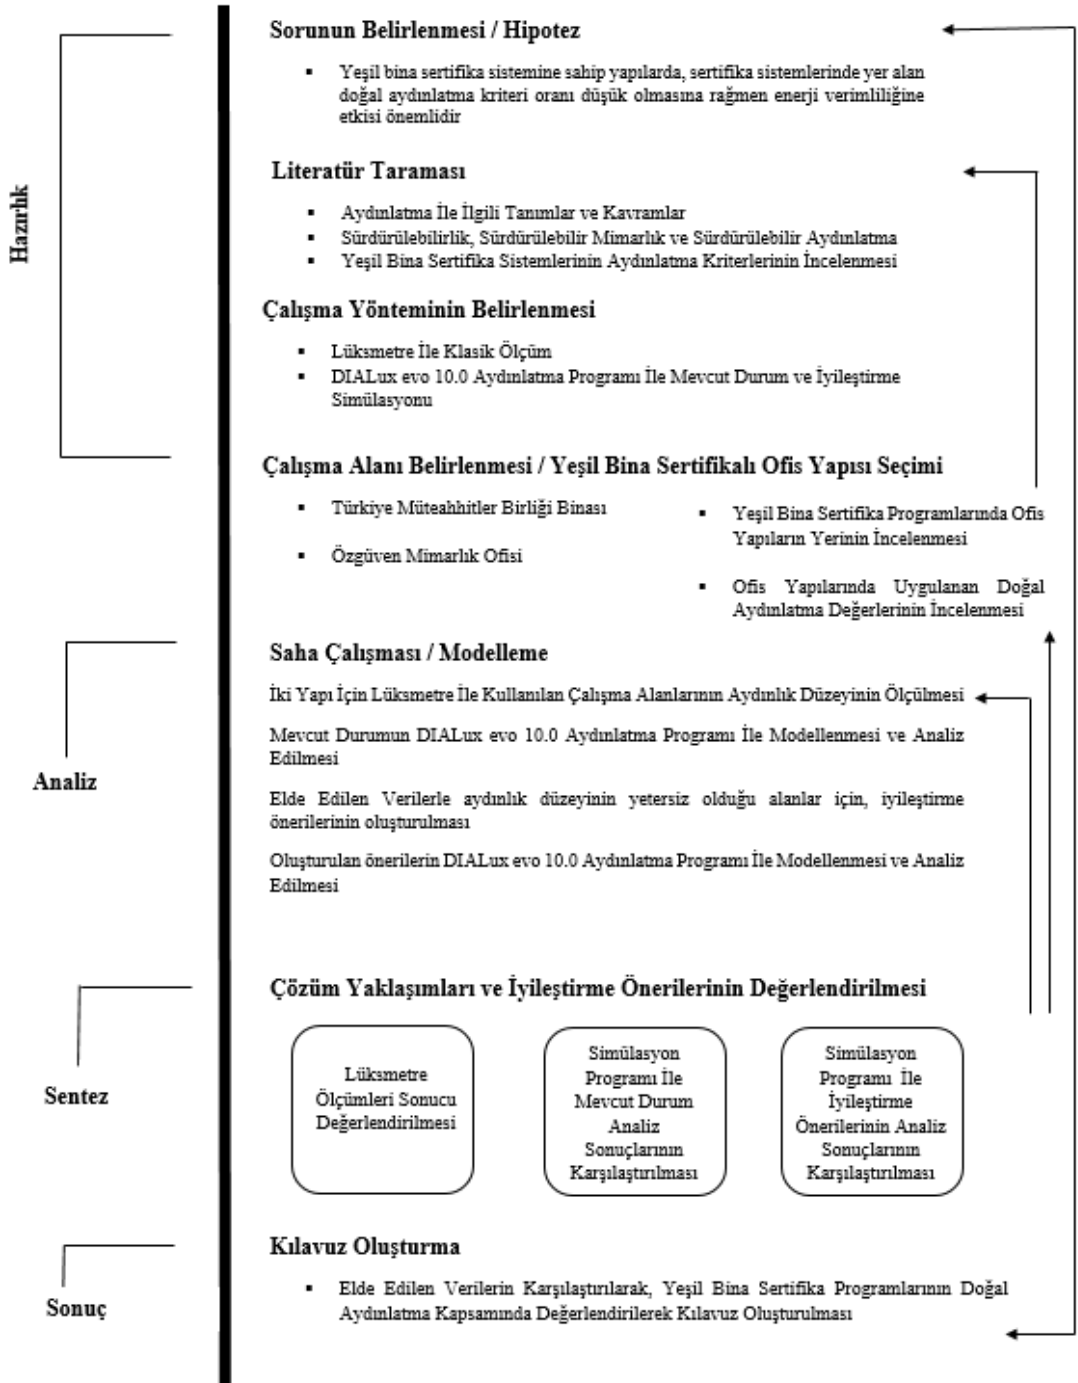 Hazırlık
Sorunun Belirlenmesi / Hipotez
▪ Yeşil bina sertifika sistemine sahip yapılarda, sertifika sistemlerinde yer alan
doğal aydınlatma kriteri oranı düşük olmasına rağmen enerji verimliliğine
etkisi önemlidir
Literatür Taraması
▪ Aydınlatma İle İlgili Tanımlar ve Kavramlar
▪ Sürdürülebilirlik, Sürdürülebilir Mimarlık ve Sürdürülebilir Aydınlatma
▪ Yeşil Bina Sertifika Sistemlerinin Aydınlatma Kriterlerinin İncelenmesi
Çalışma Yönteminin Belirlenmesi
▪ Lüksmetre İle Klasik Ölçüm
▪ DIALux evo 10.0 Aydınlatma Programı İle Mevcut Durum ve İyileştirme
Simülasyonu
Çalışma Alanı Belirlenmesi / Yeşil Bina Sertifikalı Ofis Yapısı Seçimi
▪ Türkiye Müteahhitler Birliği Binası
▪ Özgüven Mimarlık Ofisi
▪ Yeşil Bina Sertifika Programlarında Ofis
Yapıların Yerinin İncelenmesi
▪ Ofis Yapılarında Uygulanan Doğal
Aydınlatma Değerlerinin İncelenmesi
Analiz
Saha Çalışması / Modelleme
İki Yapı İçin Lüksmetre İle Kullanılan Çalışma Alanlarının Aydınlık Düzeyinin Ölçülmesi
Mevcut Durumun DIALux evo 10.0 Aydınlatma Programı İle Modellenmesi ve Analiz
Edilmesi
Elde Edilen Verilerle aydınlık düzeyinin yetersiz olduğu alanlar için, iyileştirme
önerilerinin oluşturulması
Oluşturulan önerilerin DIALux evo 10.0 Aydınlatma Programı İle Modellenmesi ve Analiz
Edilmesi
Sentez
Çözüm Yaklaşımları ve İyileştirme Önerilerinin Değerlendirilmesi
Lüksmetre
Ölçümleri Sonucu
Değerlendirilmesi
Simülasyon
Programı İle
Mevcut Durum
Analiz
Sonuçlarının
Karşılaştırılması
Simülasyon
Programı İle
İyileştirme
Önerilerinin Analiz
Sonuçlarının
Karşılaştırılması
Sonuç
Kılavuz Oluşturma
▪ Elde Edilen Verilerin Karşılaştırılarak, Yeşil Bina Sertifika Programlarının Doğal
Aydınlatma Kapsamında Değerlendirilerek Kılavuz Oluşturulması